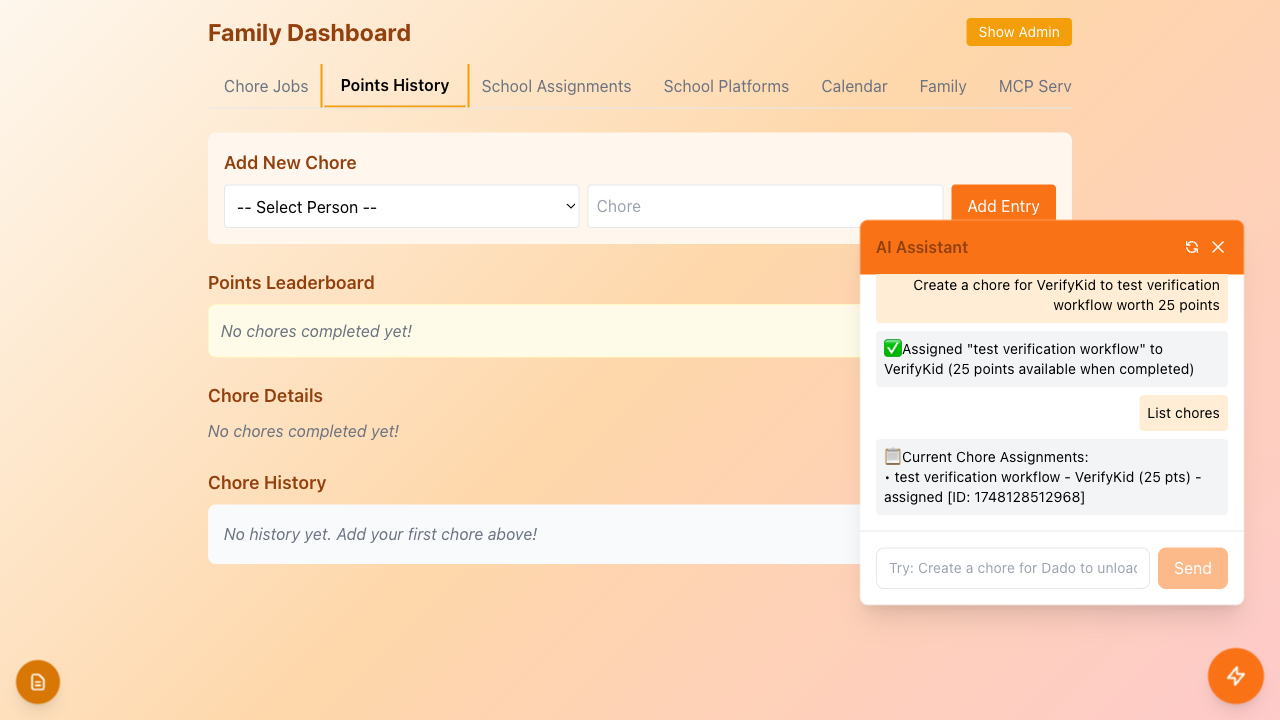 Family Dashboard
Show Admin
Chore Jobs
Points History
School Assignments
School Platforms
Calendar
Family
MCP Serv
Add New Chore
-- Select Person --
Chore
Add Entry
Points Leaderboard
No chores completed yet!
Chore Details
No chores completed yet!
Chore History
No history yet. Add your first chore above!
AI Assistant
Create a chore for VerifyKid to test verification
workflow worth 25 points
✅Assigned "test verification workflow" to
VerifyKid (25 points available when completed)
List chores
📋Current Chore Assignments:
• test verification workflow - VerifyKid (25 pts) -
assigned [ID: 1748128512968]
Try: Create a chore for Dado to unload
Send